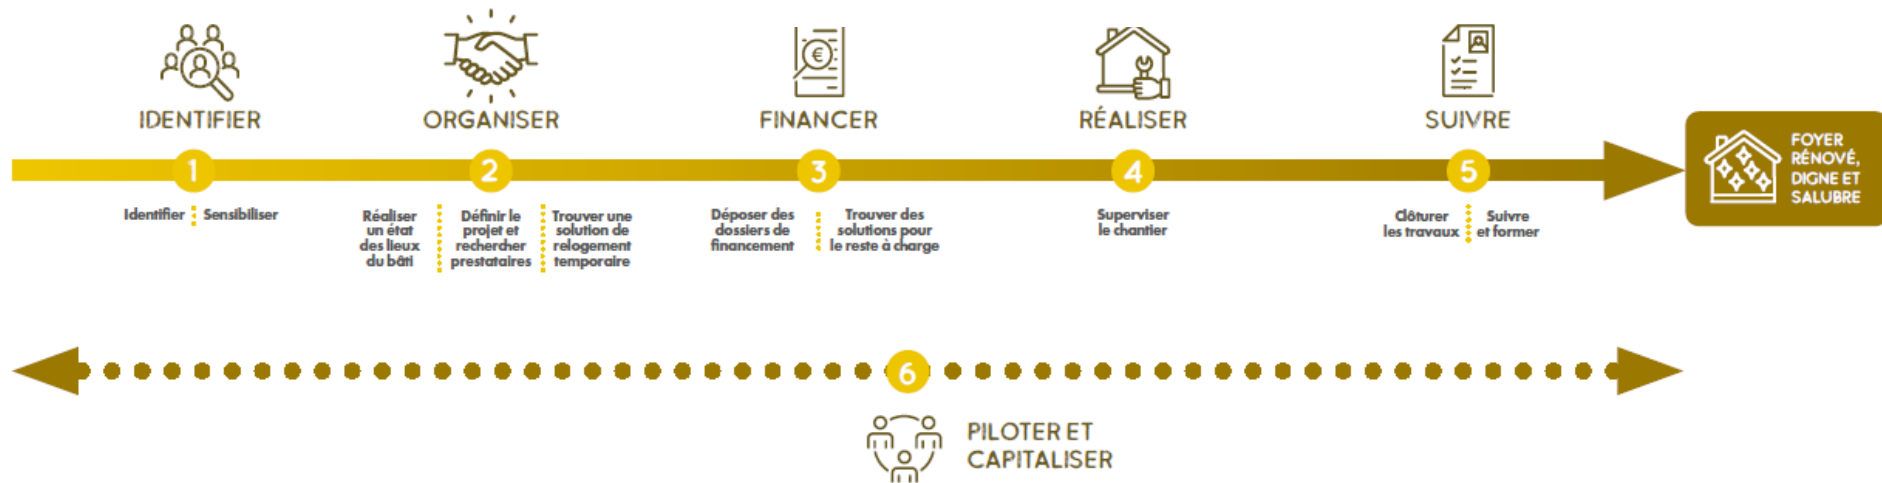 IDENTIFIER
ORGANISER
FINANCER
RÉALISER
SUIVRE
1
2
3
4
5
FOYER
RÉNOVÉ,
DIGNE ET
SALUBRE
Identifier
Sensibiliser
Réaliser
un état
des lieux
du bâti
Définir le
projet et
rechercher
prestataires
Trouver une
solution de
relogement
temporaire
Déposer des
dossiers de
financement
Trouver des
solutions pour
le reste à charge
Superviser
le chantier
Clôturer
les travaux
Suivre
et former
6
PILOTER ET
CAPITALISER